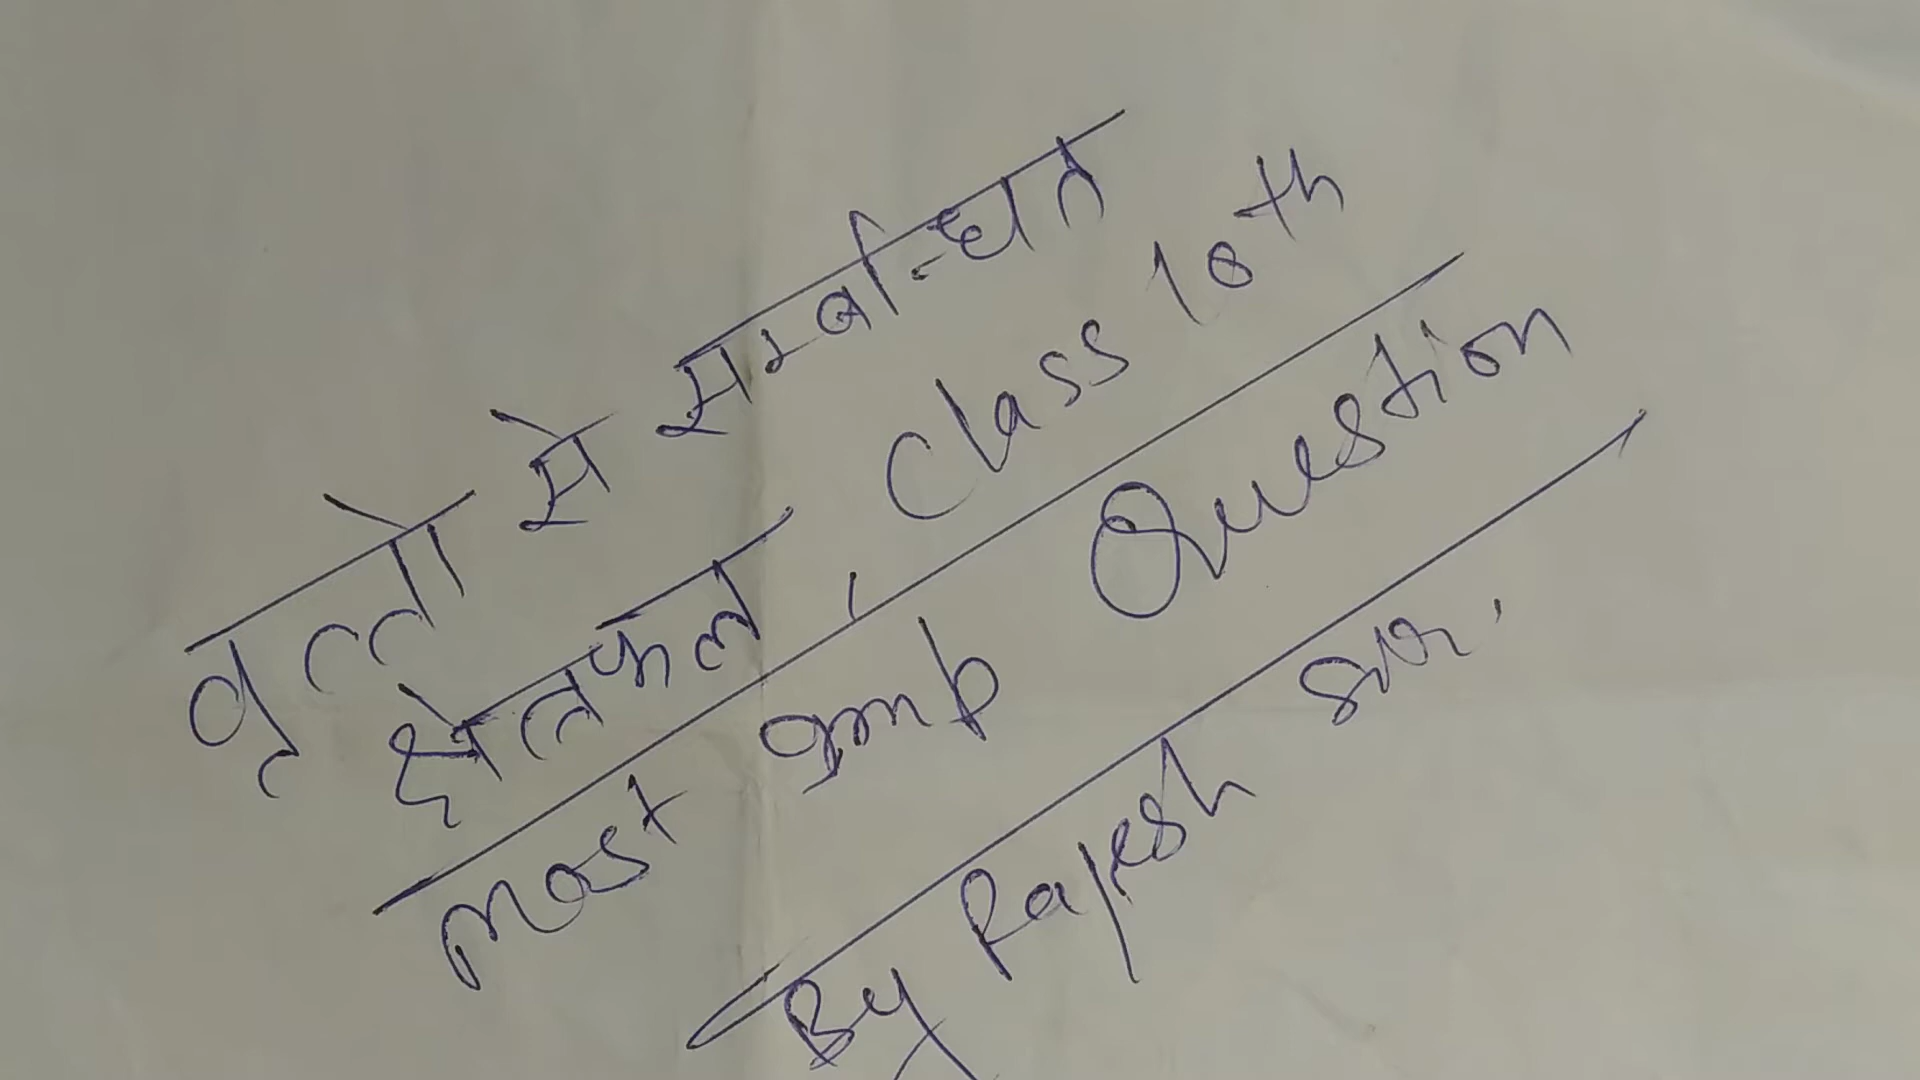 वृत्तो से सम्बन्धित
क्षेत्रफल, Class 10th
most Imp Question
By Rajesh sir.